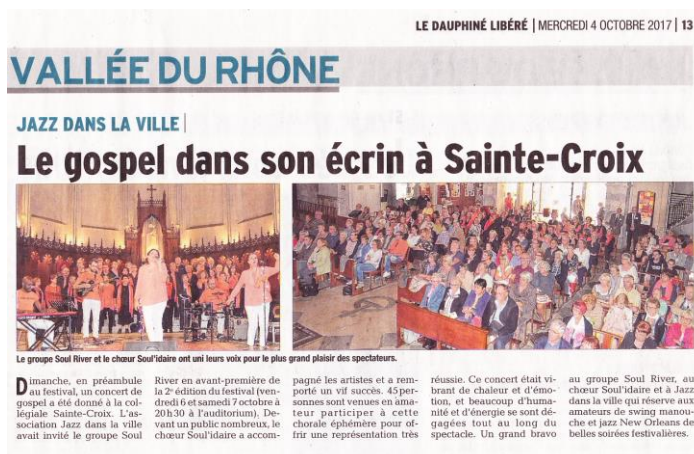 LE DAUPHINÉ LIBÉRÉ | MERCREDI 4 OCTOBRE 2017 | 13
VALLÉE DU RHÔNE
JAZZ DANS LA VILLE |
Le gospel dans son écrin à Sainte-Croix
Le groupe Soul River et le chœur Soul'idaire ont uni leurs voix pour le plus grand plaisir des spectateurs.
Dimanche, en préambule
au festival, un concert de
gospel a été donné à la col-
légiale Sainte-Croix. L'as-
sociation Jazz dans la ville
avait invité le groupe Soul
River en avant-première de
la 2e édition du festival (ven-
dredi 6 et samedi 7 octobre à
20h30 à l'auditorium). De-
vant un public nombreux, le
chœur Soul'idaire a accom-
pagné les artistes et a rem-
porté un vif succès. 45 per-
sonnes sont venues en ama-
teur participer à cette
chorale éphémère pour of-
frir une représentation très
réussie. Ce concert était vi-
brant de chaleur et d'émo-
tion, et beaucoup d'huma-
nité et d'énergie se sont dé-
gagées tout au long du
spectacle. Un grand bravo
au groupe Soul River, au
chœur Soul'idaire et à Jazz
dans la ville qui réserve aux
amateurs de swing manou-
che et jazz New Orleans de
belles soirées festivalières.